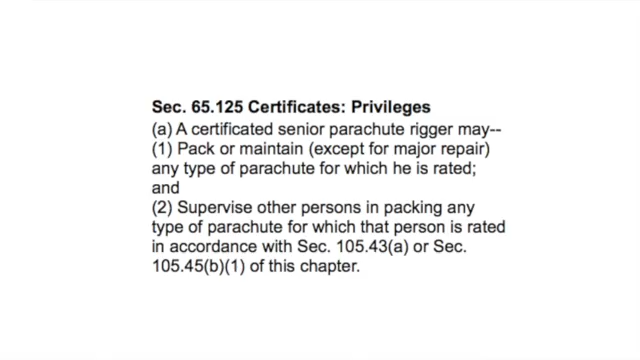 Sec. 65.125 Certificates: Privileges
(a) A certificated senior parachute rigger may--
(1) Pack or maintain (except for major repair)
any type of parachute for which he is rated;
and
(2) Supervise other persons in packing any
type of parachute for which that person is rated
in accordance with Sec. 105.43(a) or Sec.
105.45(b)(1) of this chapter.